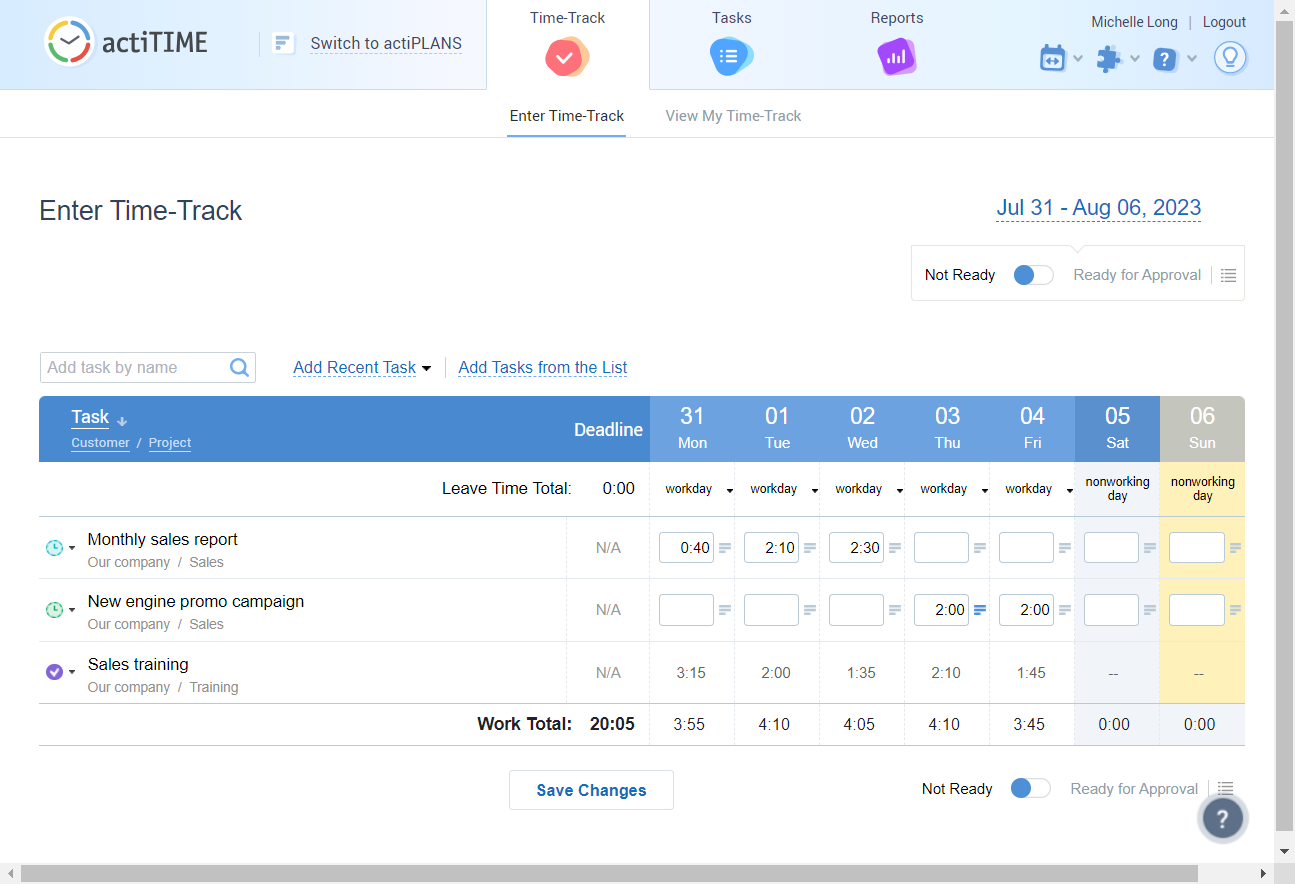 actiTIME
Switch to actiPLANS
Time-Track
Tasks
Reports
Michelle Long | Logout
Enter Time-Track
View My Time-Track
Enter Time-Track
Jul 31 - Aug 06, 2023
Not Ready
Ready for Approval
Add task by name
Add Recent Task
Add Tasks from the List
Task
Customer / Project
Deadline
31 Mon
01 Tue
02 Wed
03 Thu
04 Fri
05 Sat
06 Sun
Leave Time Total: 0:00 workday workday workday workday workday nonworking day nonworking day
Monthly sales report
Our company / Sales
N/A 0:40 2:10 2:30
New engine promo campaign
Our company / Sales
N/A 2:00 2:00
Sales training
Our company / Training
N/A 3:15 2:00 1:35 2:10 1:45 -- --
Work Total: 20:05 3:55 4:10 4:05 4:10 3:45 0:00 0:00
Save Changes
Not Ready
Ready for Approval
?